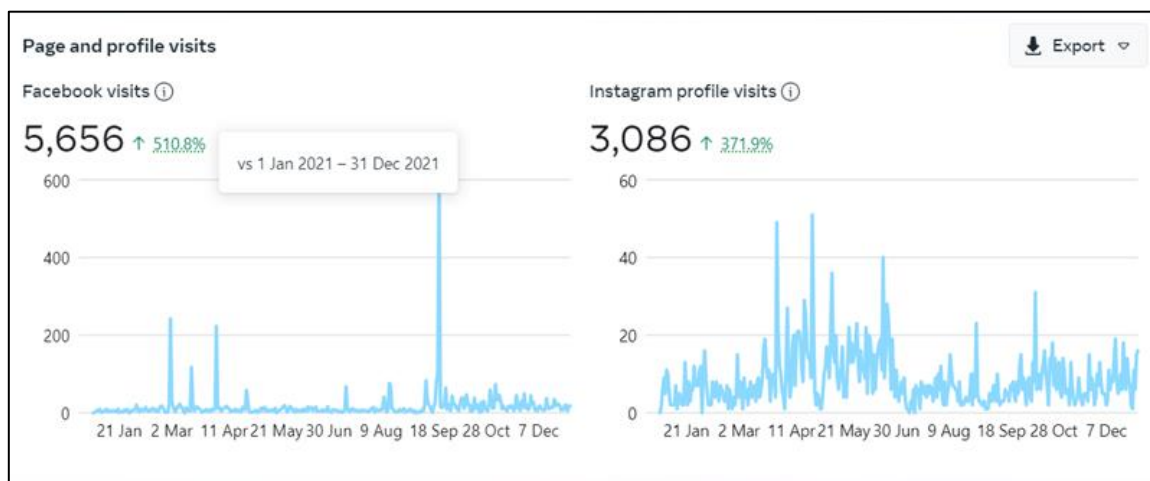 Page and profile visits
Export
Facebook visits
5,656 ↑ 510.8%
vs 1 Jan 2021 – 31 Dec 2021
600
400
200
0
21 Jan 2 Mar 11 Apr 21 May 30 Jun 9 Aug 18 Sep 28 Oct 7 Dec
Instagram profile visits
3,086 ↑ 371.9%
60
40
20
0
21 Jan 2 Mar 11 Apr 21 May 30 Jun 9 Aug 18 Sep 28 Oct 7 Dec